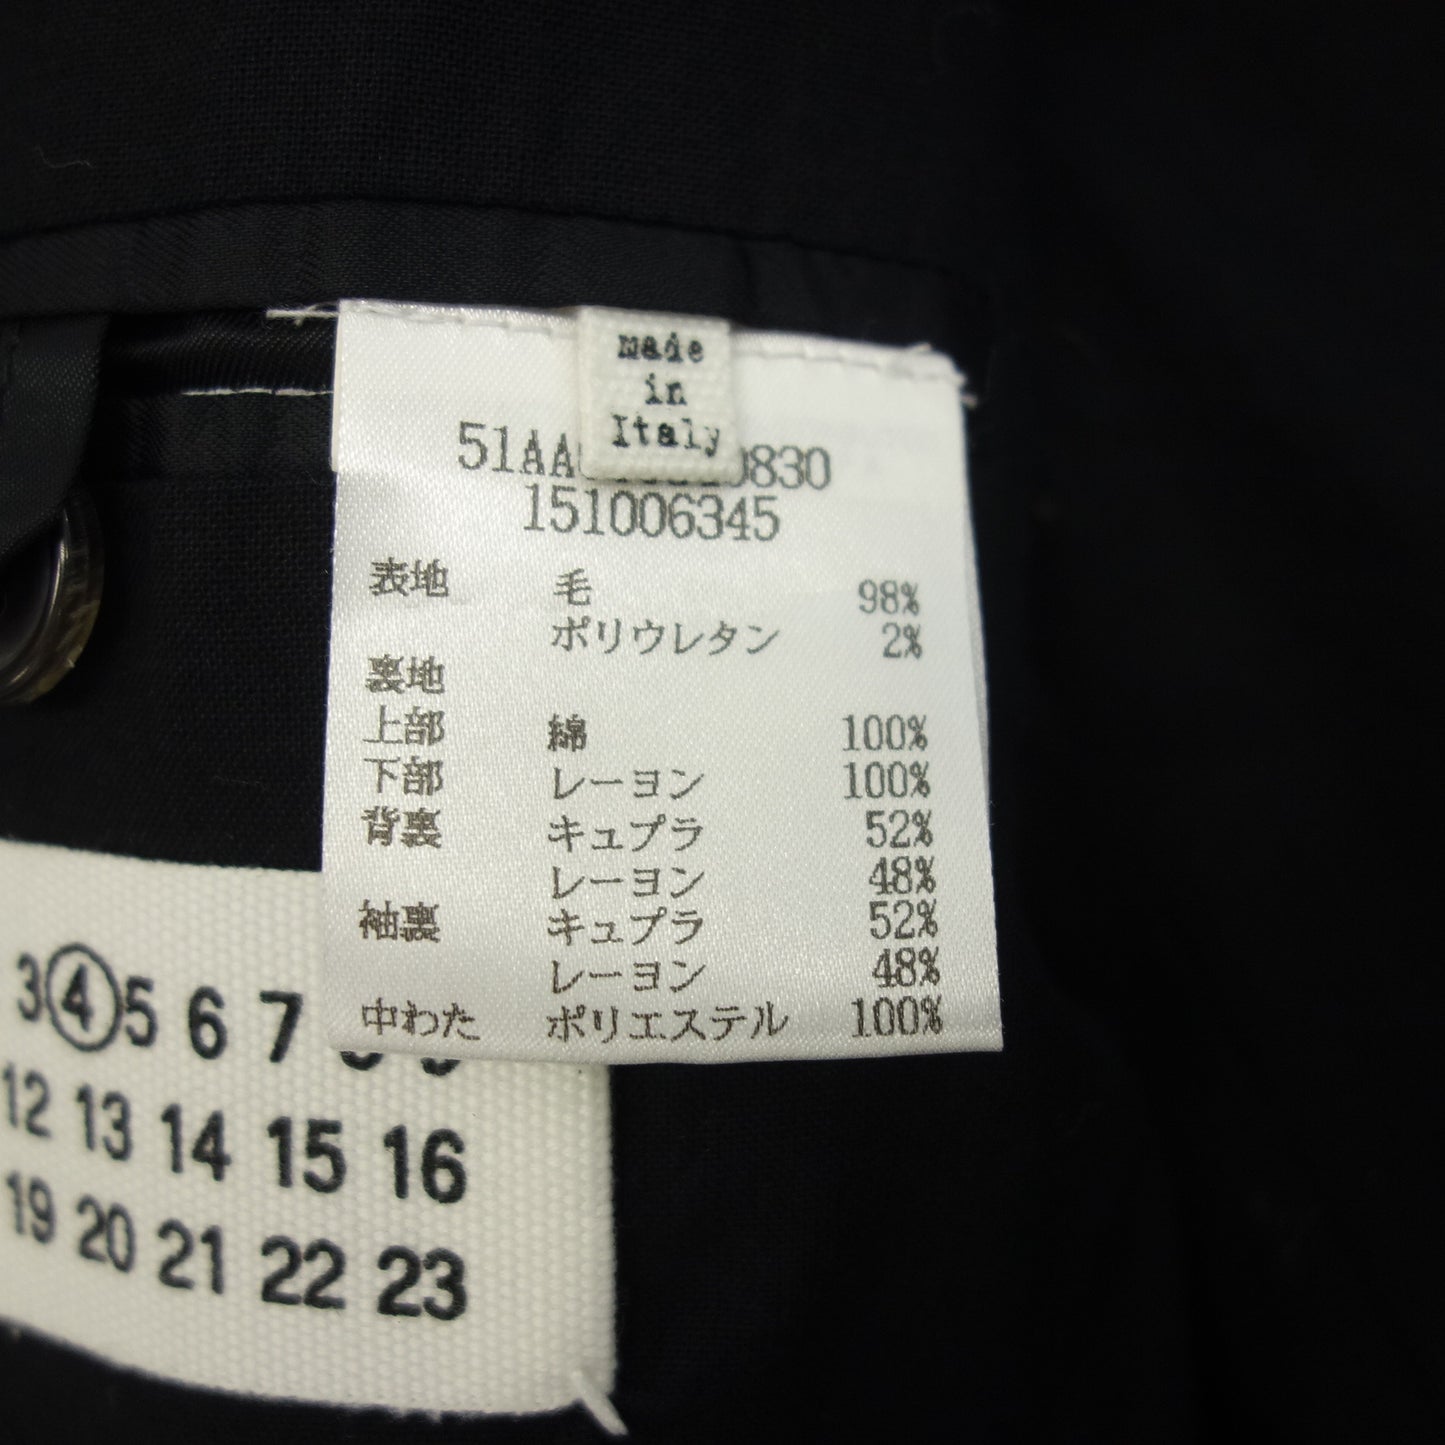 made
in
Italy
51AA 0830
151006345
表地 毛 98%
ポリウレタン 2%
裏地
上部 綿 100%
下部 レーヨン 100%
背裏 キュプラ 52%
レーヨン 48%
袖裏 キュプラ 52%
レーヨン 48%
中わた ポリエステル 100%
3 4 5 6 7
12 13 14 15 16
19 20 21 22 23